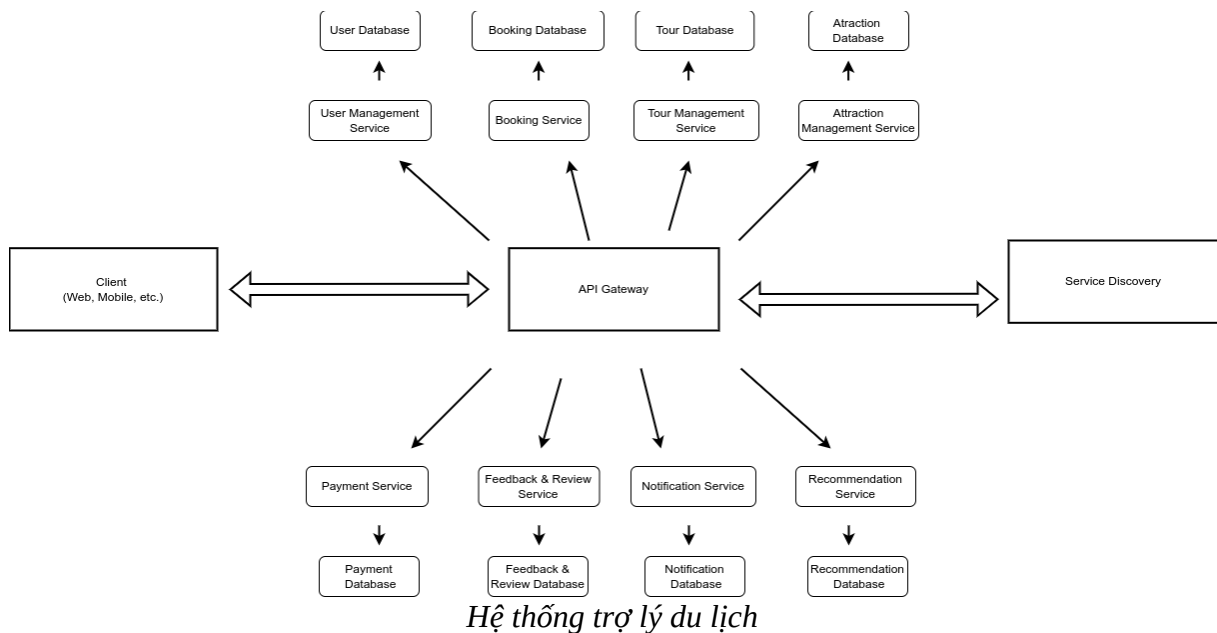 User Database
Booking Database
Tour Database
Atraction
Database
User Management
Service
Booking Service
Tour Management
Service
Attraction
Management Service
Client
(Web, Mobile, etc.)
API Gateway
Service Discovery
Payment Service
Feedback & Review
Service
Notification Service
Recommendation
Service
Payment
Database
Feedback &
Review Database
Notification
Database
Recommendation
Database
Hệ thống trợ lý du lịch